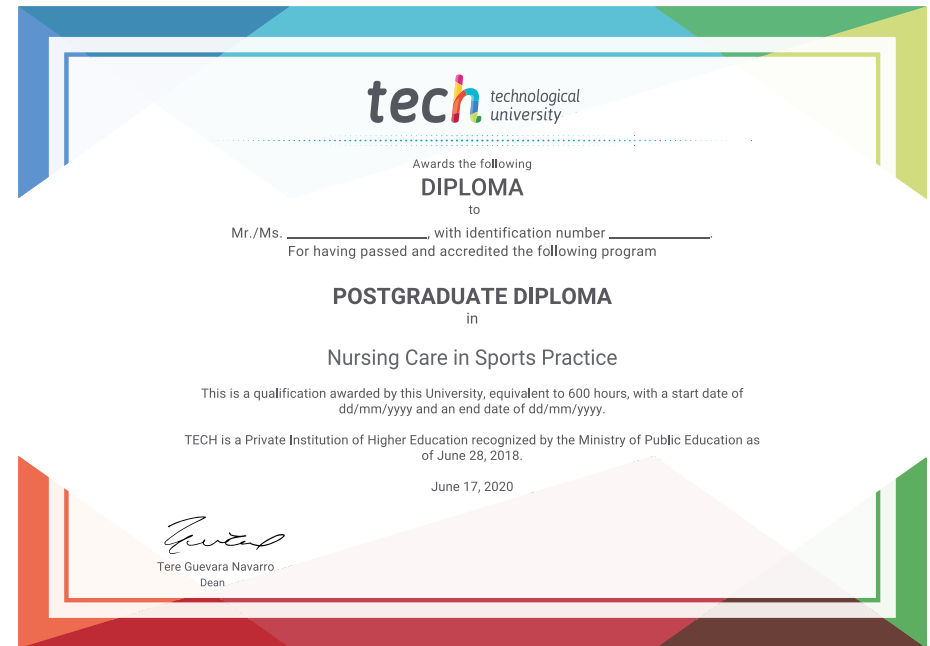 tech technological
university
Awards the following
DIPLOMA
to
Mr./Ms. ____________________, with identification number ______________.
For having passed and accredited the following program
POSTGRADUATE DIPLOMA
in
Nursing Care in Sports Practice
This is a qualification awarded by this University, equivalent to 600 hours, with a start date of
dd/mm/yyyy and an end date of dd/mm/yyyy.
TECH is a Private Institution of Higher Education recognized by the Ministry of Public Education as
of June 28, 2018.
June 17, 2020
Tere Guevara Navarro
Dean